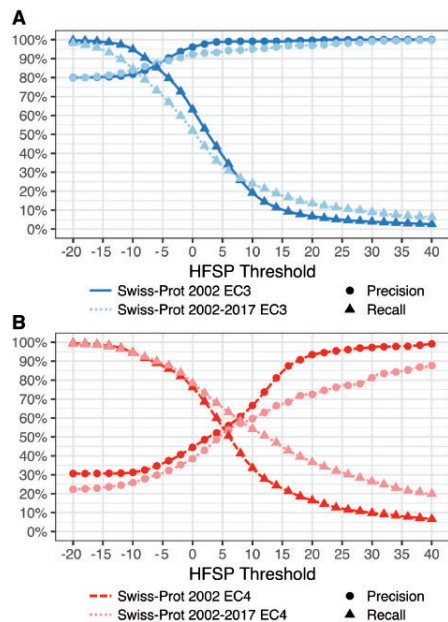 A
100%
90%
80%
70%
60%
50%
40%
30%
20%
10%
0%
-20 -15 -10 -5 0 5 10 15 20 25 30 35 40
HFSP Threshold
Swiss-Prot 2002 EC3 Precision
Swiss-Prot 2002-2017 EC3 Recall
B
100%
90%
80%
70%
60%
50%
40%
30%
20%
10%
0%
-20 -15 -10 -5 0 5 10 15 20 25 30 35 40
HFSP Threshold
Swiss-Prot 2002 EC4 Precision
Swiss-Prot 2002-2017 EC4 Recall